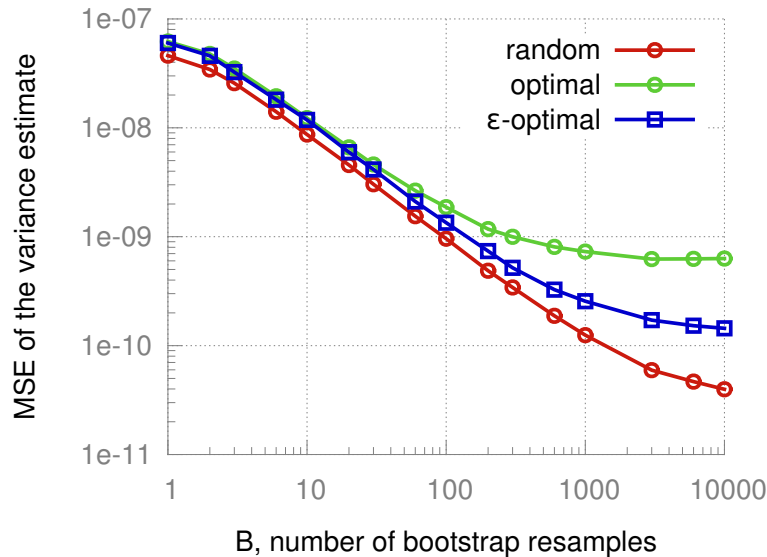 1e-07
1e-08
1e-09
1e-10
1e-11
MSE of the variance estimate
random
optimal
ε-optimal
1 10 100 1000 10000
B, number of bootstrap resamples